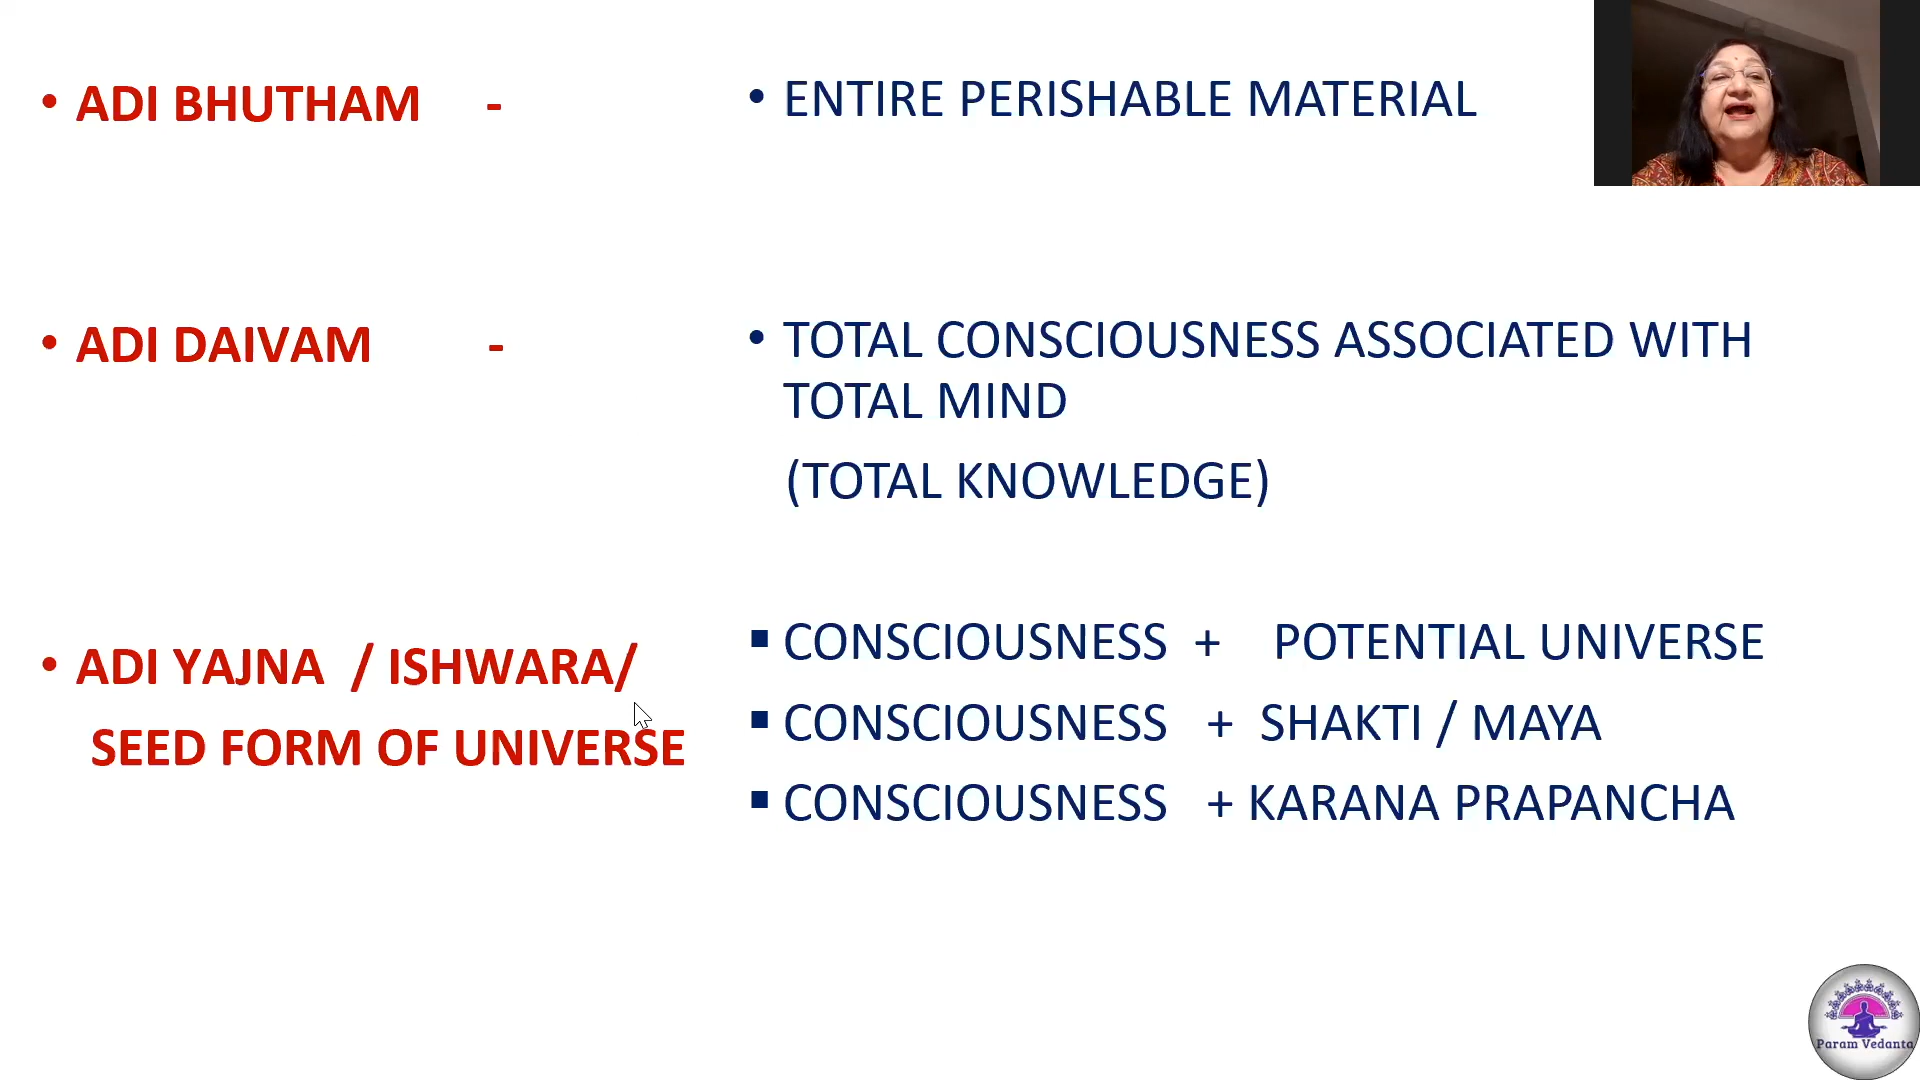 • ADI BHUTHAM -
• ENTIRE PERISHABLE MATERIAL
• ADI DAIVAM -
• TOTAL CONSCIOUSNESS ASSOCIATED WITH
TOTAL MIND
(TOTAL KNOWLEDGE)
• ADI YAJNA / ISHWARA/
SEED FORM OF UNIVERSE
▪ CONSCIOUSNESS + POTENTIAL UNIVERSE
▪ CONSCIOUSNESS + SHAKTI / MAYA
▪ CONSCIOUSNESS + KARANA PRAPANCHA
Param Vedanta